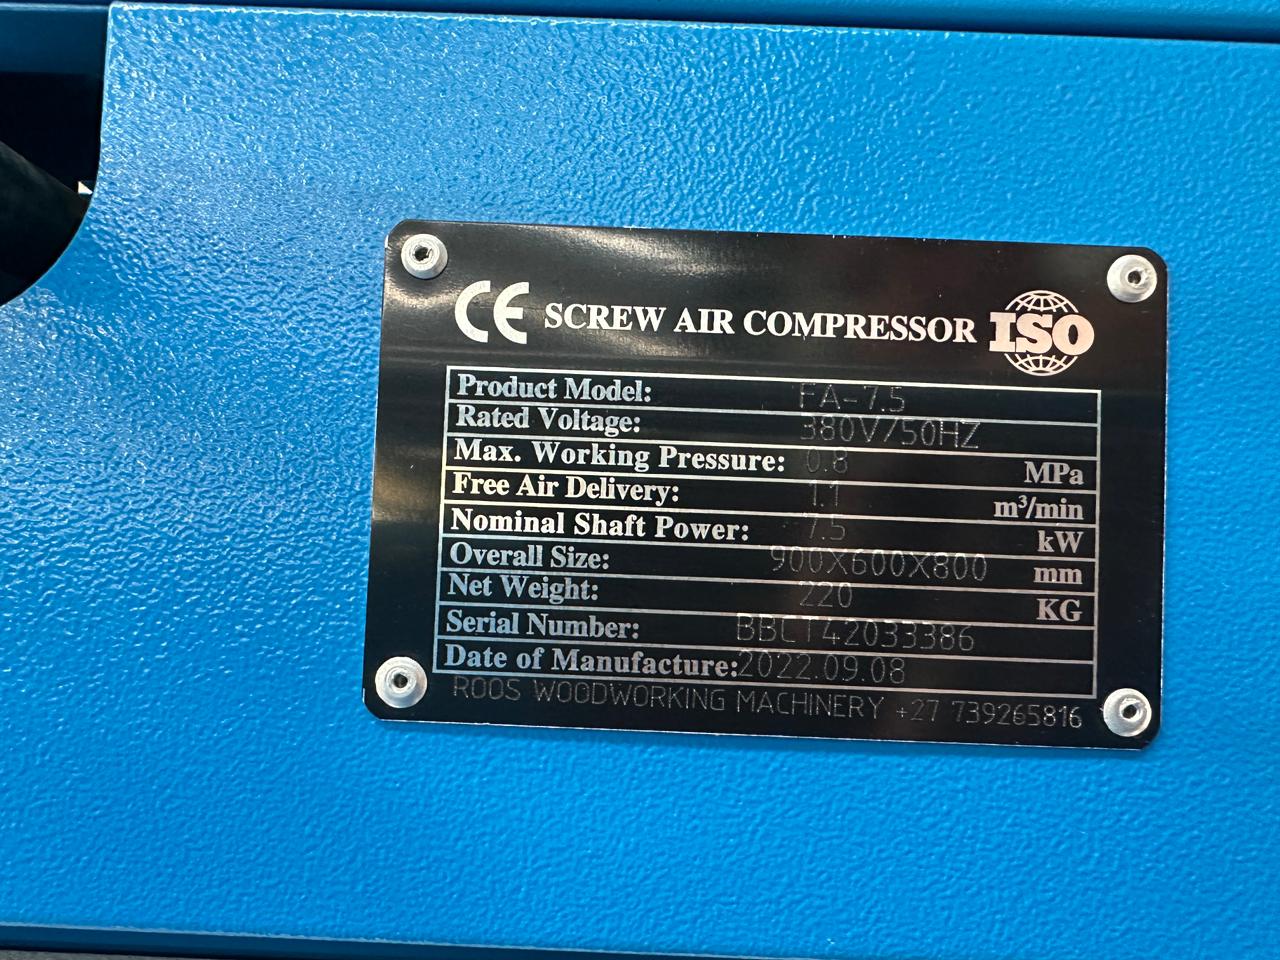 CE SCREW AIR COMPRESSOR ISO
Product Model: FA-7.5
Rated Voltage: 380V/50HZ
Max. Working Pressure: 0.8 MPa
Free Air Delivery: 1.1 m³/min
Nominal Shaft Power: 7.5 kW
Overall Size: 900X600X800 mm
Net Weight: 220 KG
Serial Number: BBCT42033386
Date of Manufacture: 2022.09.08
ROOS WOODWORKING MACHINERY +27 739265816